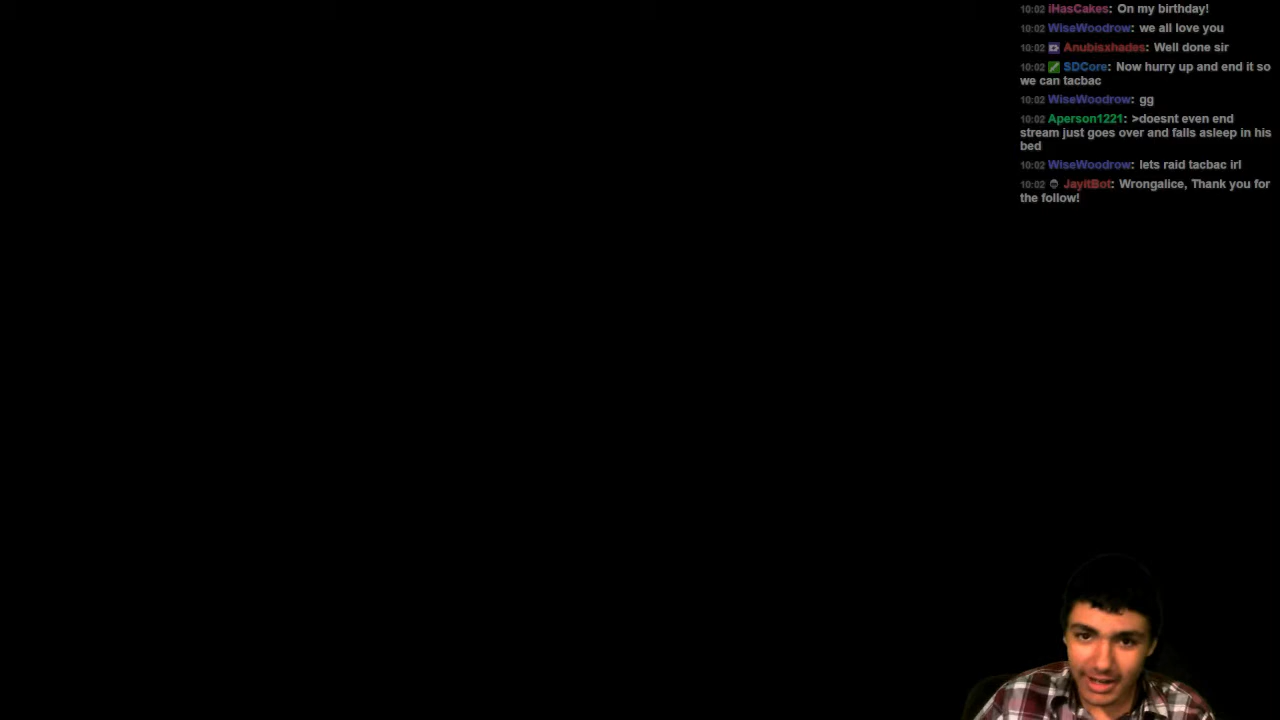 10:02 iHasCakes: On my birthday!
10:02 WiseWoodrow: we all love you
10:02 Anubisxhades: Well done sir
10:02 SDCore: Now hurry up and end it so
we can tacbac
10:02 WiseWoodrow: gg
10:02 Aperson1221: >doesnt even end
stream just goes over and falls asleep in his
bed
10:02 WiseWoodrow: lets raid tacbac irl
10:02 JayitBot: Wrongalice, Thank you for
the follow!